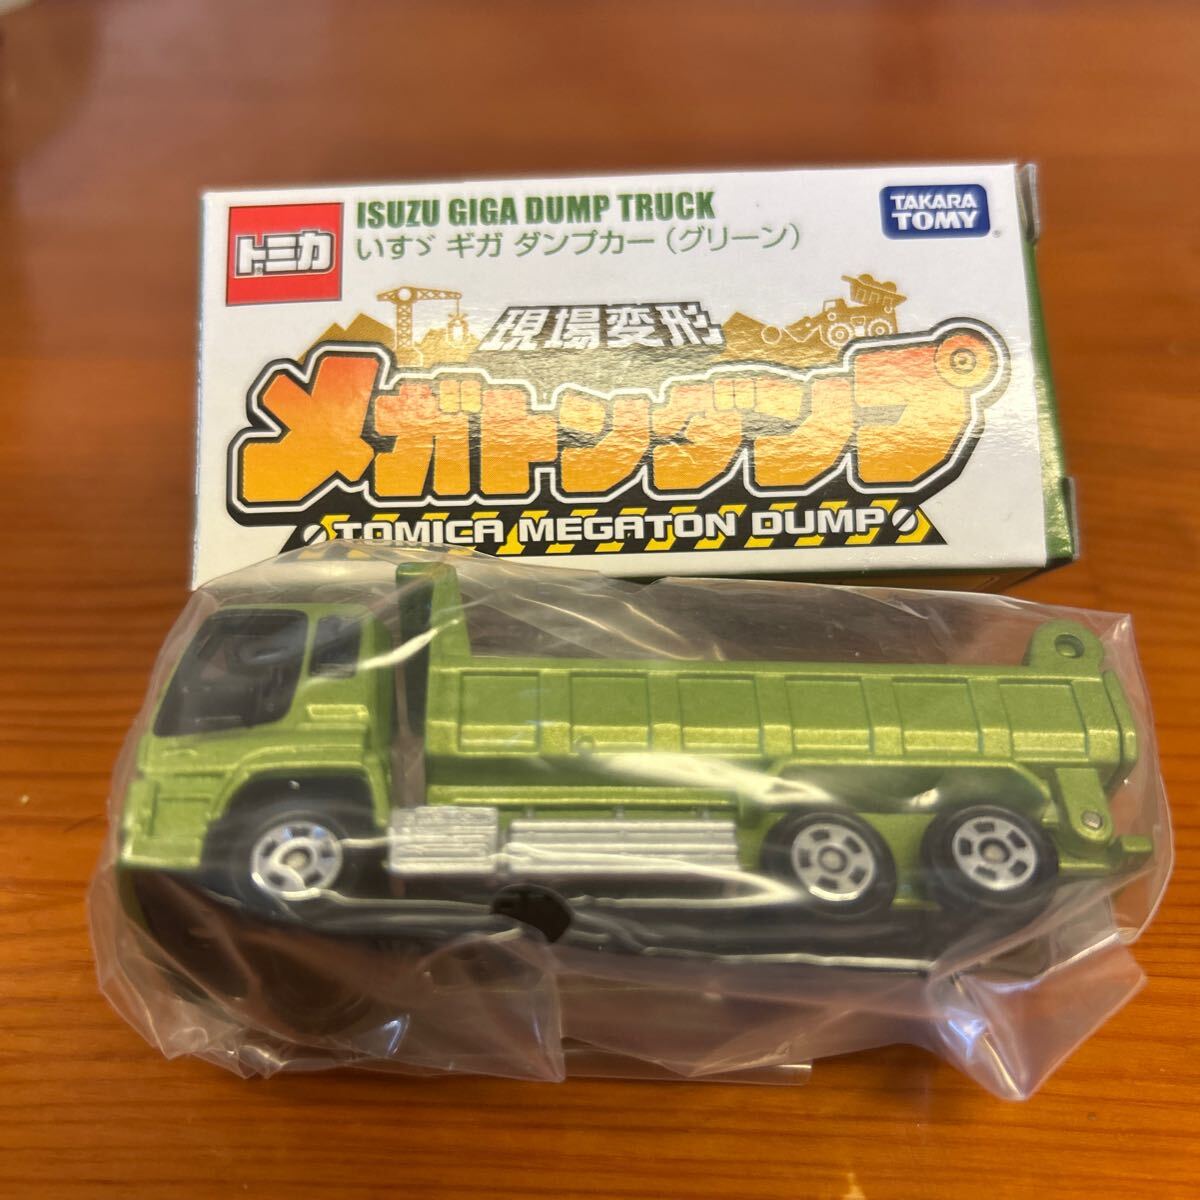 トミカ
ISUZU GIGA DUMP TRUCK
いすゞ ギガ ダンプカー（グリーン）
TAKARA TOMY
現場変形
メガトンダンプ
TOMICA MEGATON DUMP